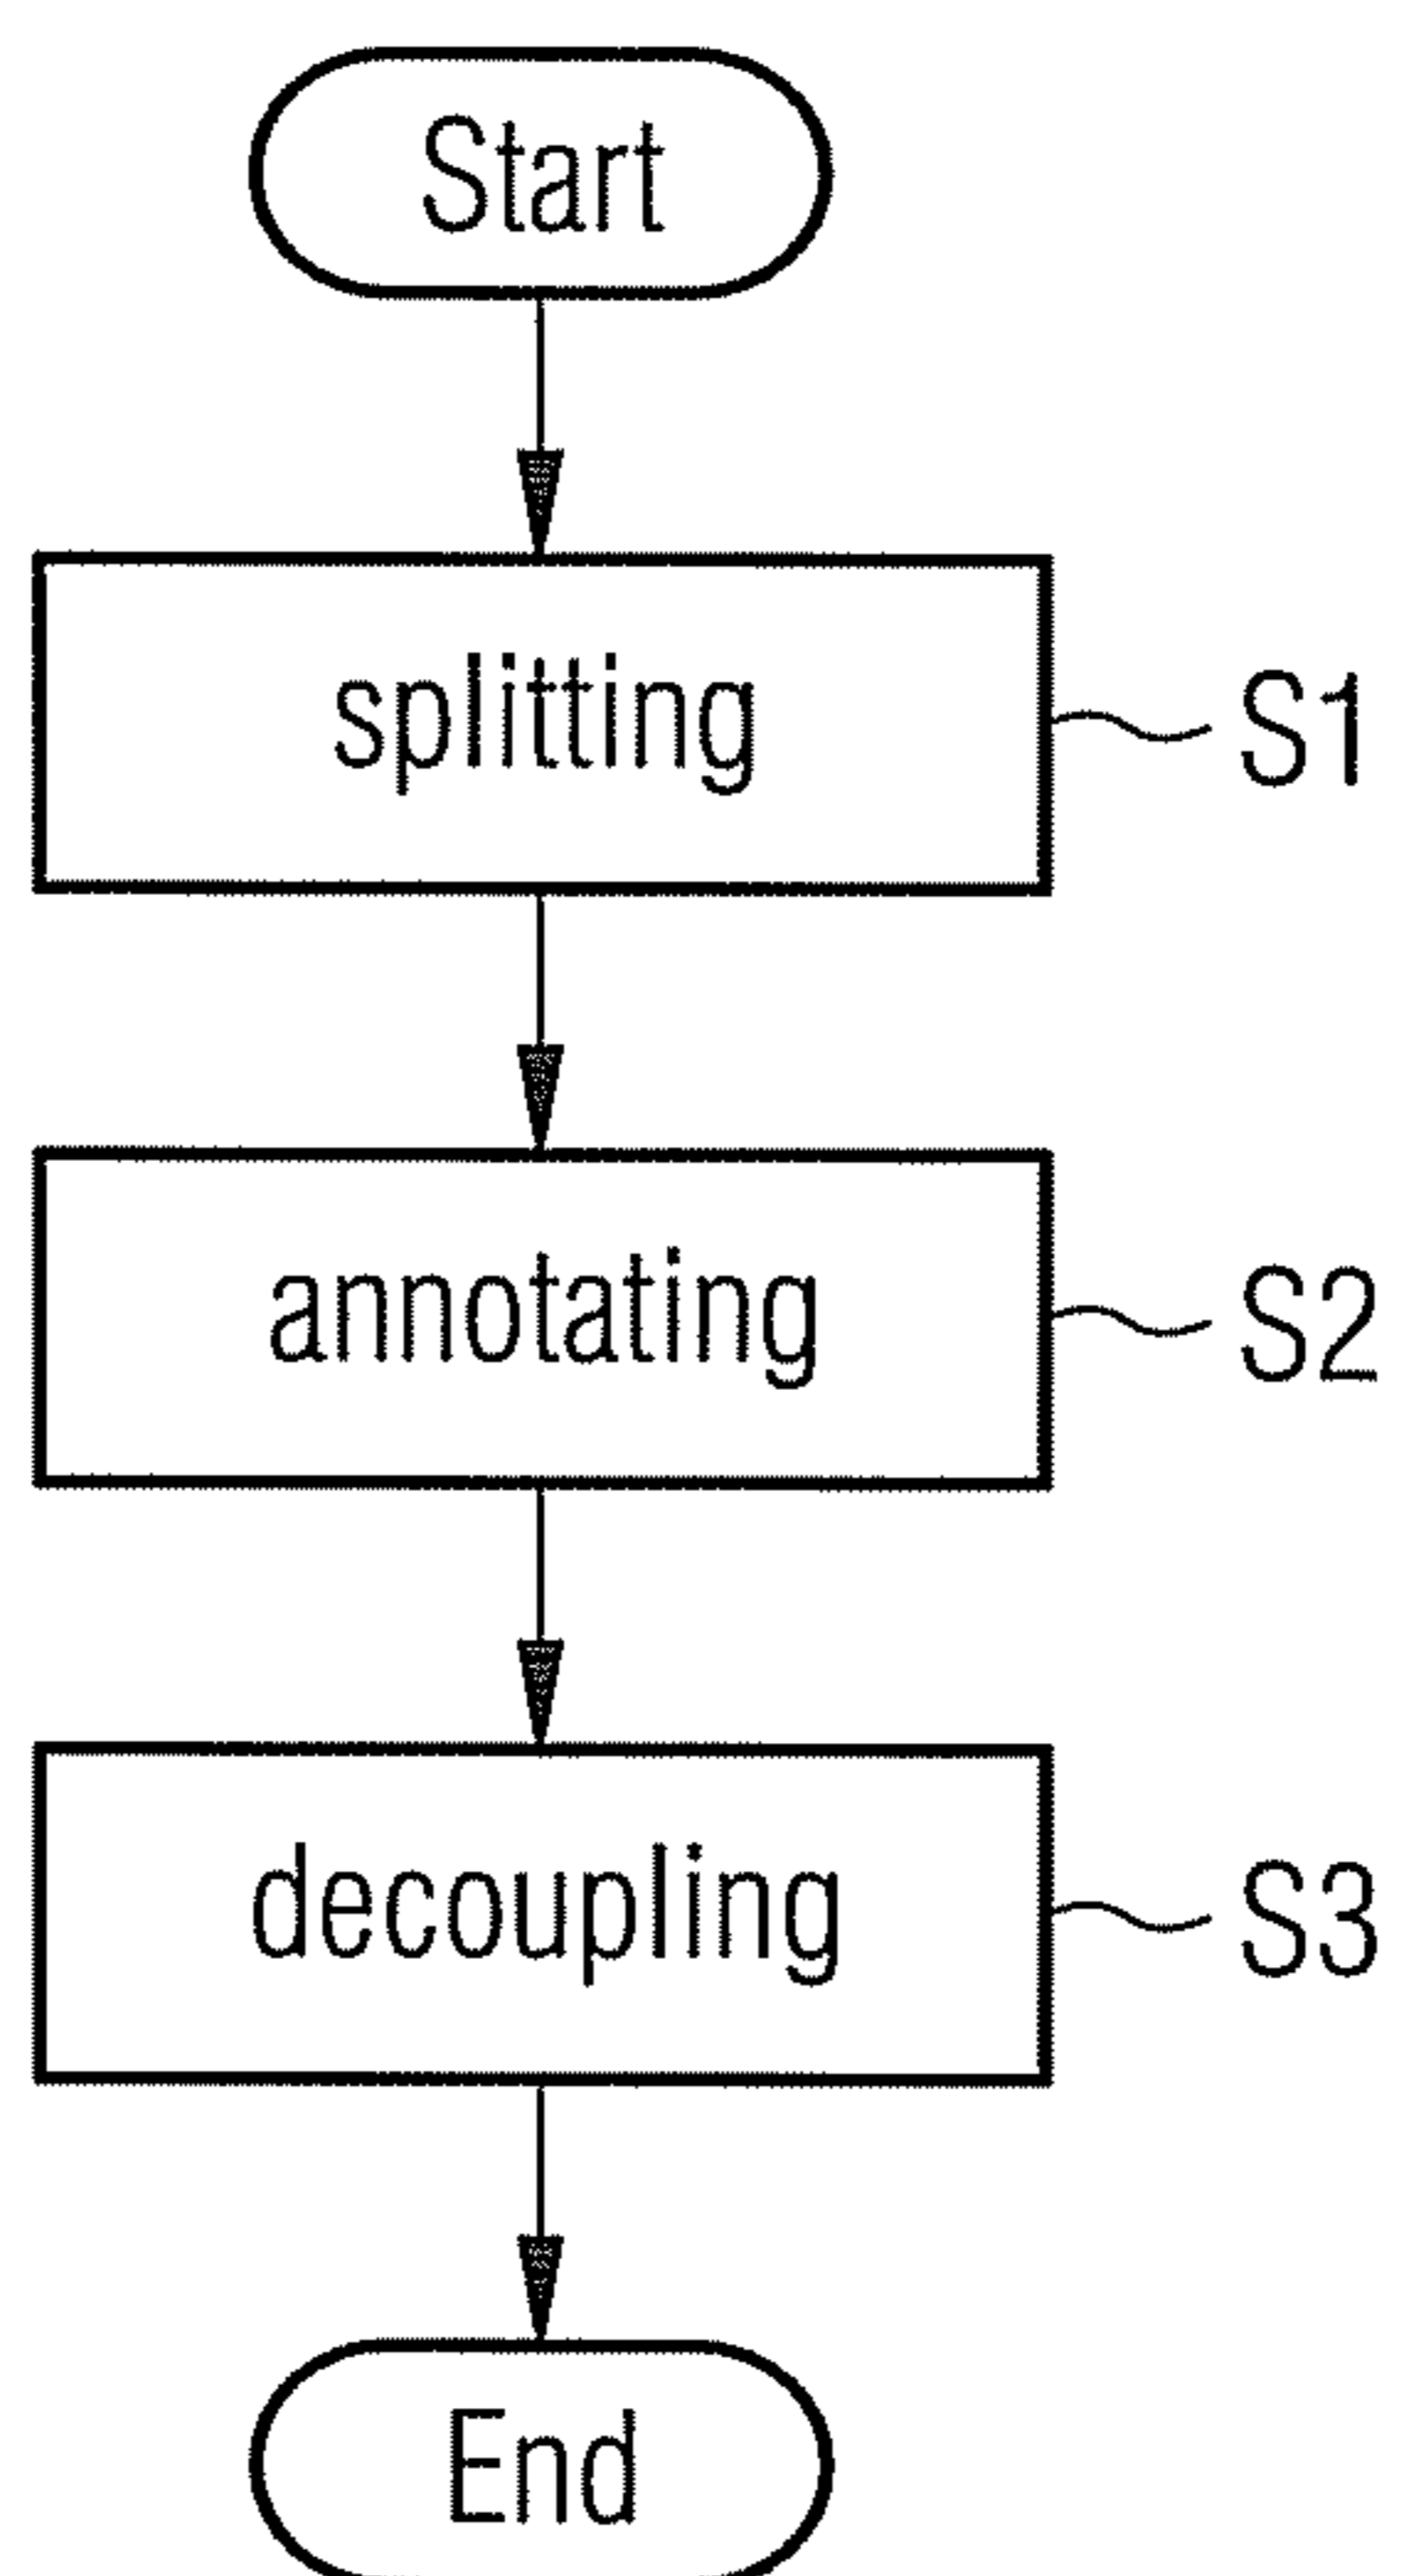 Start
splitting
S1
annotating
S2
decoupling
S3
End